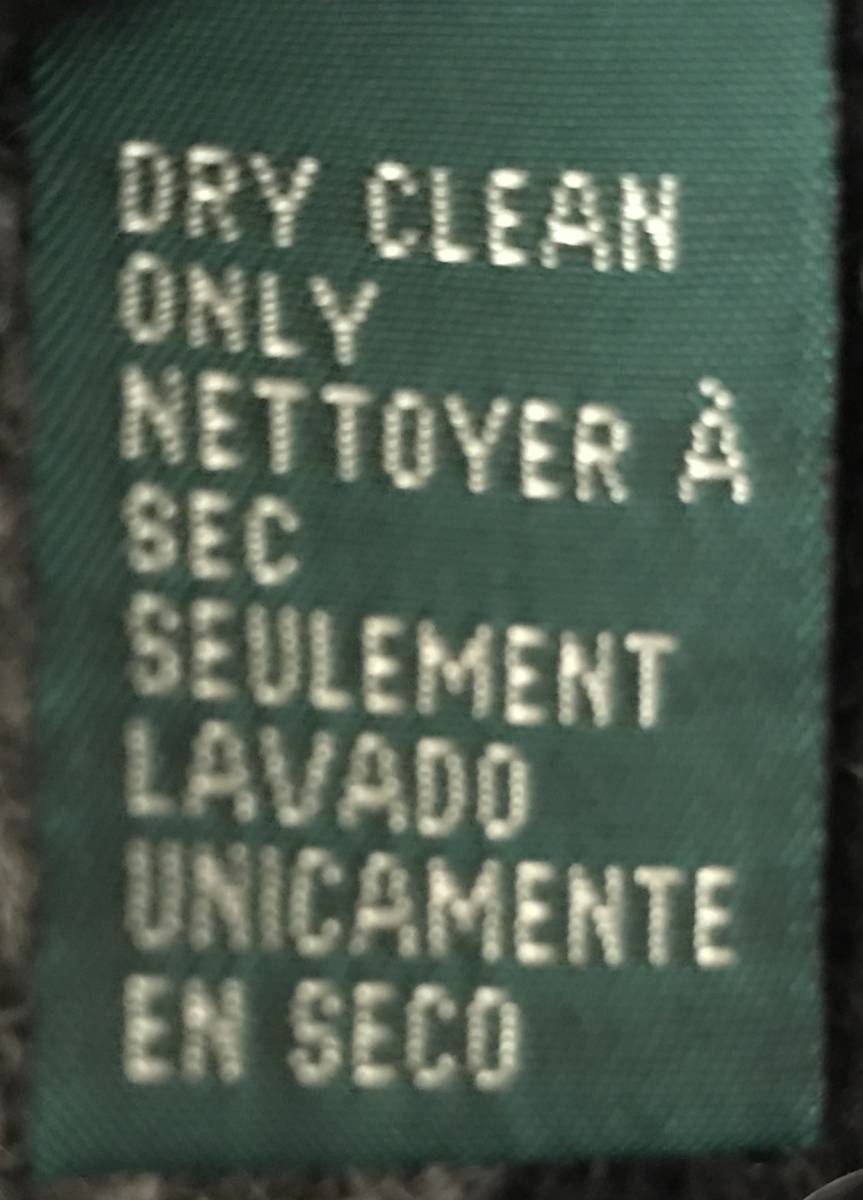 DRY CLEAN
ONLY
NETTOYER À
SEC
SEULEMENT
LAVADO
UNICAMENTE
EN SECO